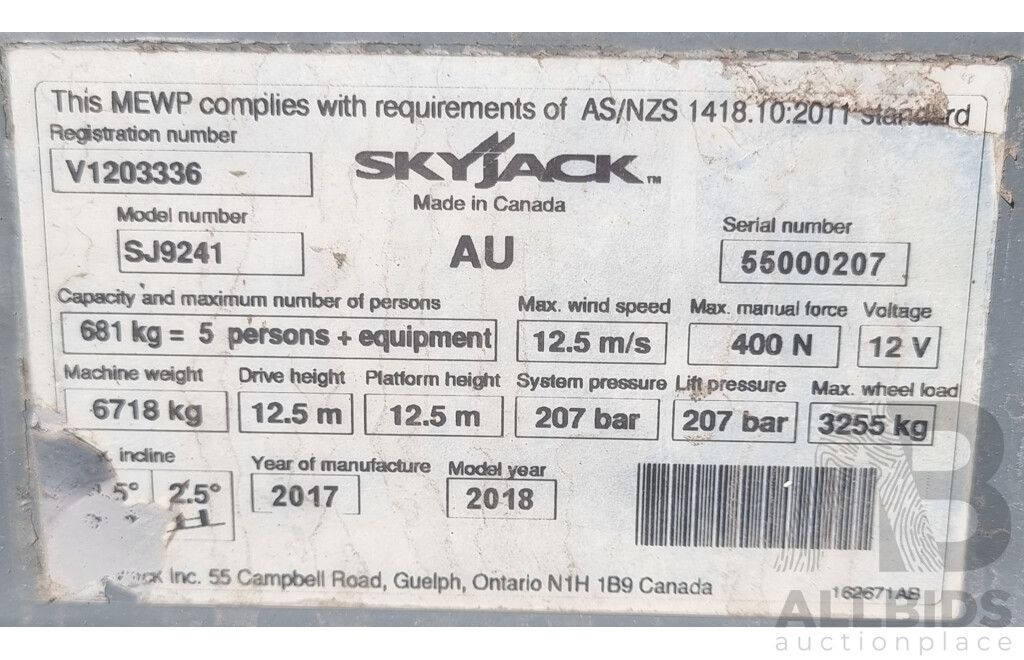 This MEWP complies with requirements of AS/NZS 1418.10:2011 standard
Registration number
V1203336
SKYJACK™
Made in Canada
Model number
SJ9241
AU
Serial number
55000207
Capacity and maximum number of persons
681 kg = 5 persons + equipment
Max. wind speed
12.5 m/s
Max. manual force
400 N
Voltage
12 V
Machine weight
6718 kg
Drive height
12.5 m
Platform height
12.5 m
System pressure
207 bar
Lift pressure
207 bar
Max. wheel load
3255 kg
incline
5° 2.5°
Year of manufacture
2017
Model year
2018
Inc. 55 Campbell Road, Guelph, Ontario N1H 1B9 Canada
162671AB
B
ALLBIDS
auctionplace